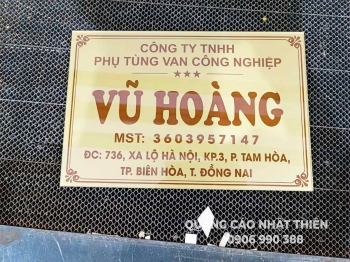 CÔNG TY TNHH
PHỤ TÙNG VAN CÔNG NGHIỆP
VŨ HOÀNG
MST: 3603957147
ĐC: 736, XA LỘ HÀ NỘI, KP.3, P. TAM HÒA,
TP. BIÊN HÒA, T. ĐỒNG NAI
QUẢNG CÁO NHẬT THIÊN
0906 990 388